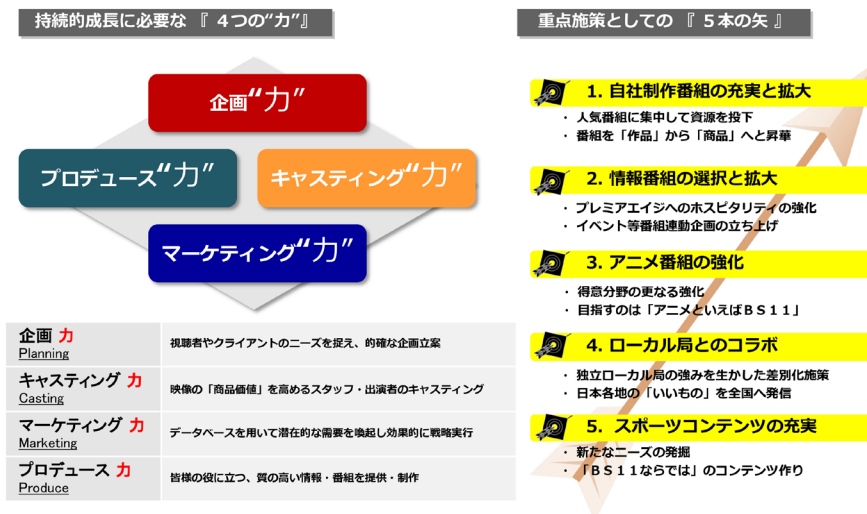 持続的成長に必要な 『 4つの“力”』
企画“力”
プロデュース“力”
キャスティング“力”
マーケティング“力”
企画 力
Planning
視聴者やクライアントのニーズを捉え、的確な企画立案
キャスティング 力
Casting
映像の「商品価値」を高めるスタッフ・出演者のキャスティング
マーケティング 力
Marketing
データベースを用いて潜在的な需要を喚起し効果的に戦略実行
プロデュース 力
Produce
皆様の役に立つ、質の高い情報・番組を提供・制作
重点施策としての 『 5本の矢 』
1. 自社制作番組の充実と拡大
・ 人気番組に集中して資源を投下
・ 番組を「作品」から「商品」へと昇華
2. 情報番組の選択と拡大
・ プレミアエイジへのホスピタリティの強化
・ イベント等番組連動企画の立ち上げ
3. アニメ番組の強化
・ 得意分野の更なる強化
・ 目指すのは「アニメといえばBS11」
4. ローカル局とのコラボ
・ 独立ローカル局の強みを生かした差別化施策
・ 日本各地の「いいもの」を全国へ発信
5. スポーツコンテンツの充実
・ 新たなニーズの発掘
・ 「BS11ならでは」のコンテンツ作り